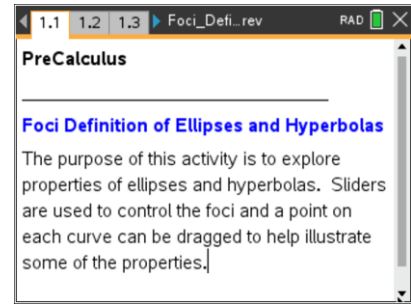 1.1 1.2 1.3 Foci_Defi...rev RAD
PreCalculus
Foci Definition of Ellipses and Hyperbolas
The purpose of this activity is to explore
properties of ellipses and hyperbolas. Sliders
are used to control the foci and a point on
each curve can be dragged to help illustrate
some of the properties.